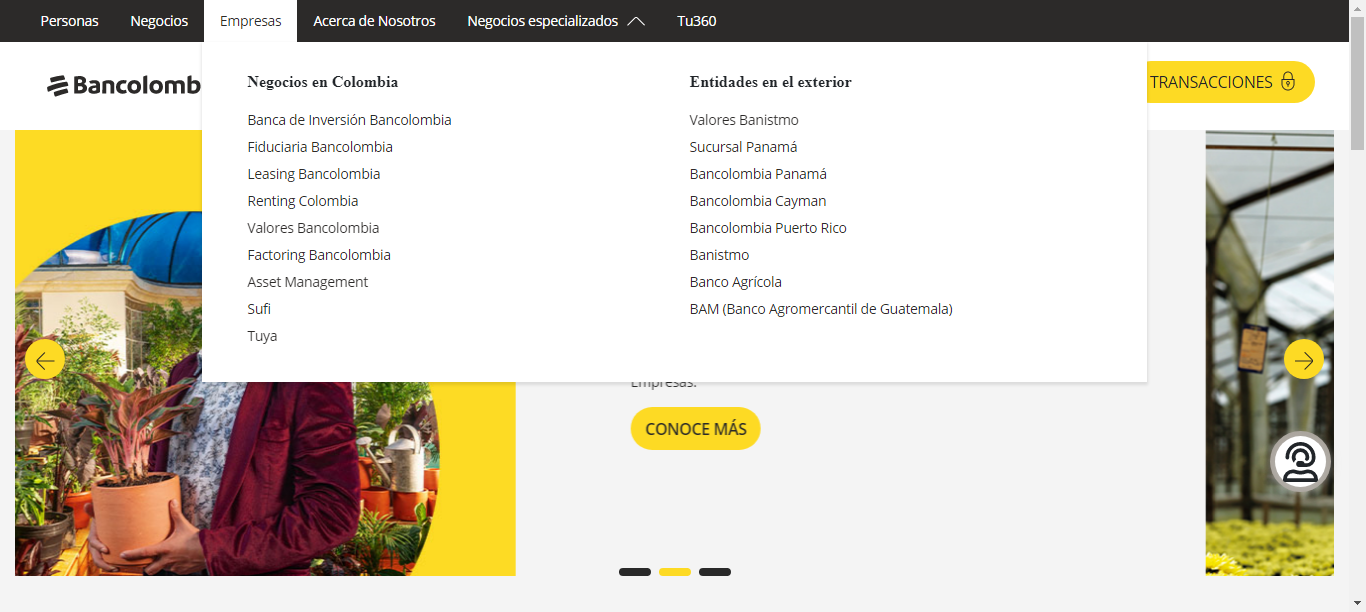 Personas Negocios Empresas Acerca de Nosotros Negocios especializados Tu360
Bancolomb
TRANSACCIONES
Negocios en Colombia
Banca de Inversión Bancolombia
Fiduciaria Bancolombia
Leasing Bancolombia
Renting Colombia
Valores Bancolombia
Factoring Bancolombia
Asset Management
Sufi
Tuya
Entidades en el exterior
Valores Banistmo
Sucursal Panamá
Bancolombia Panamá
Bancolombia Cayman
Bancolombia Puerto Rico
Banistmo
Banco Agrícola
BAM (Banco Agromercantil de Guatemala)
Empresas.
CONOCE MÁS